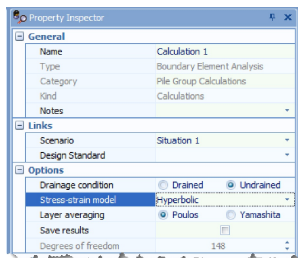 Property Inspector
General
Name Calculation 1
Type Boundary Element Analysis
Category Pile Group Calculations
Kind Calculations
Notes
Links
Scenario Situation 1
Design Standard
Options
Drainage condition Drained Undrained
Stress-strain model Hyperbolic
Layer averaging Poulos Yamashita
Save results
Degrees of freedom 148